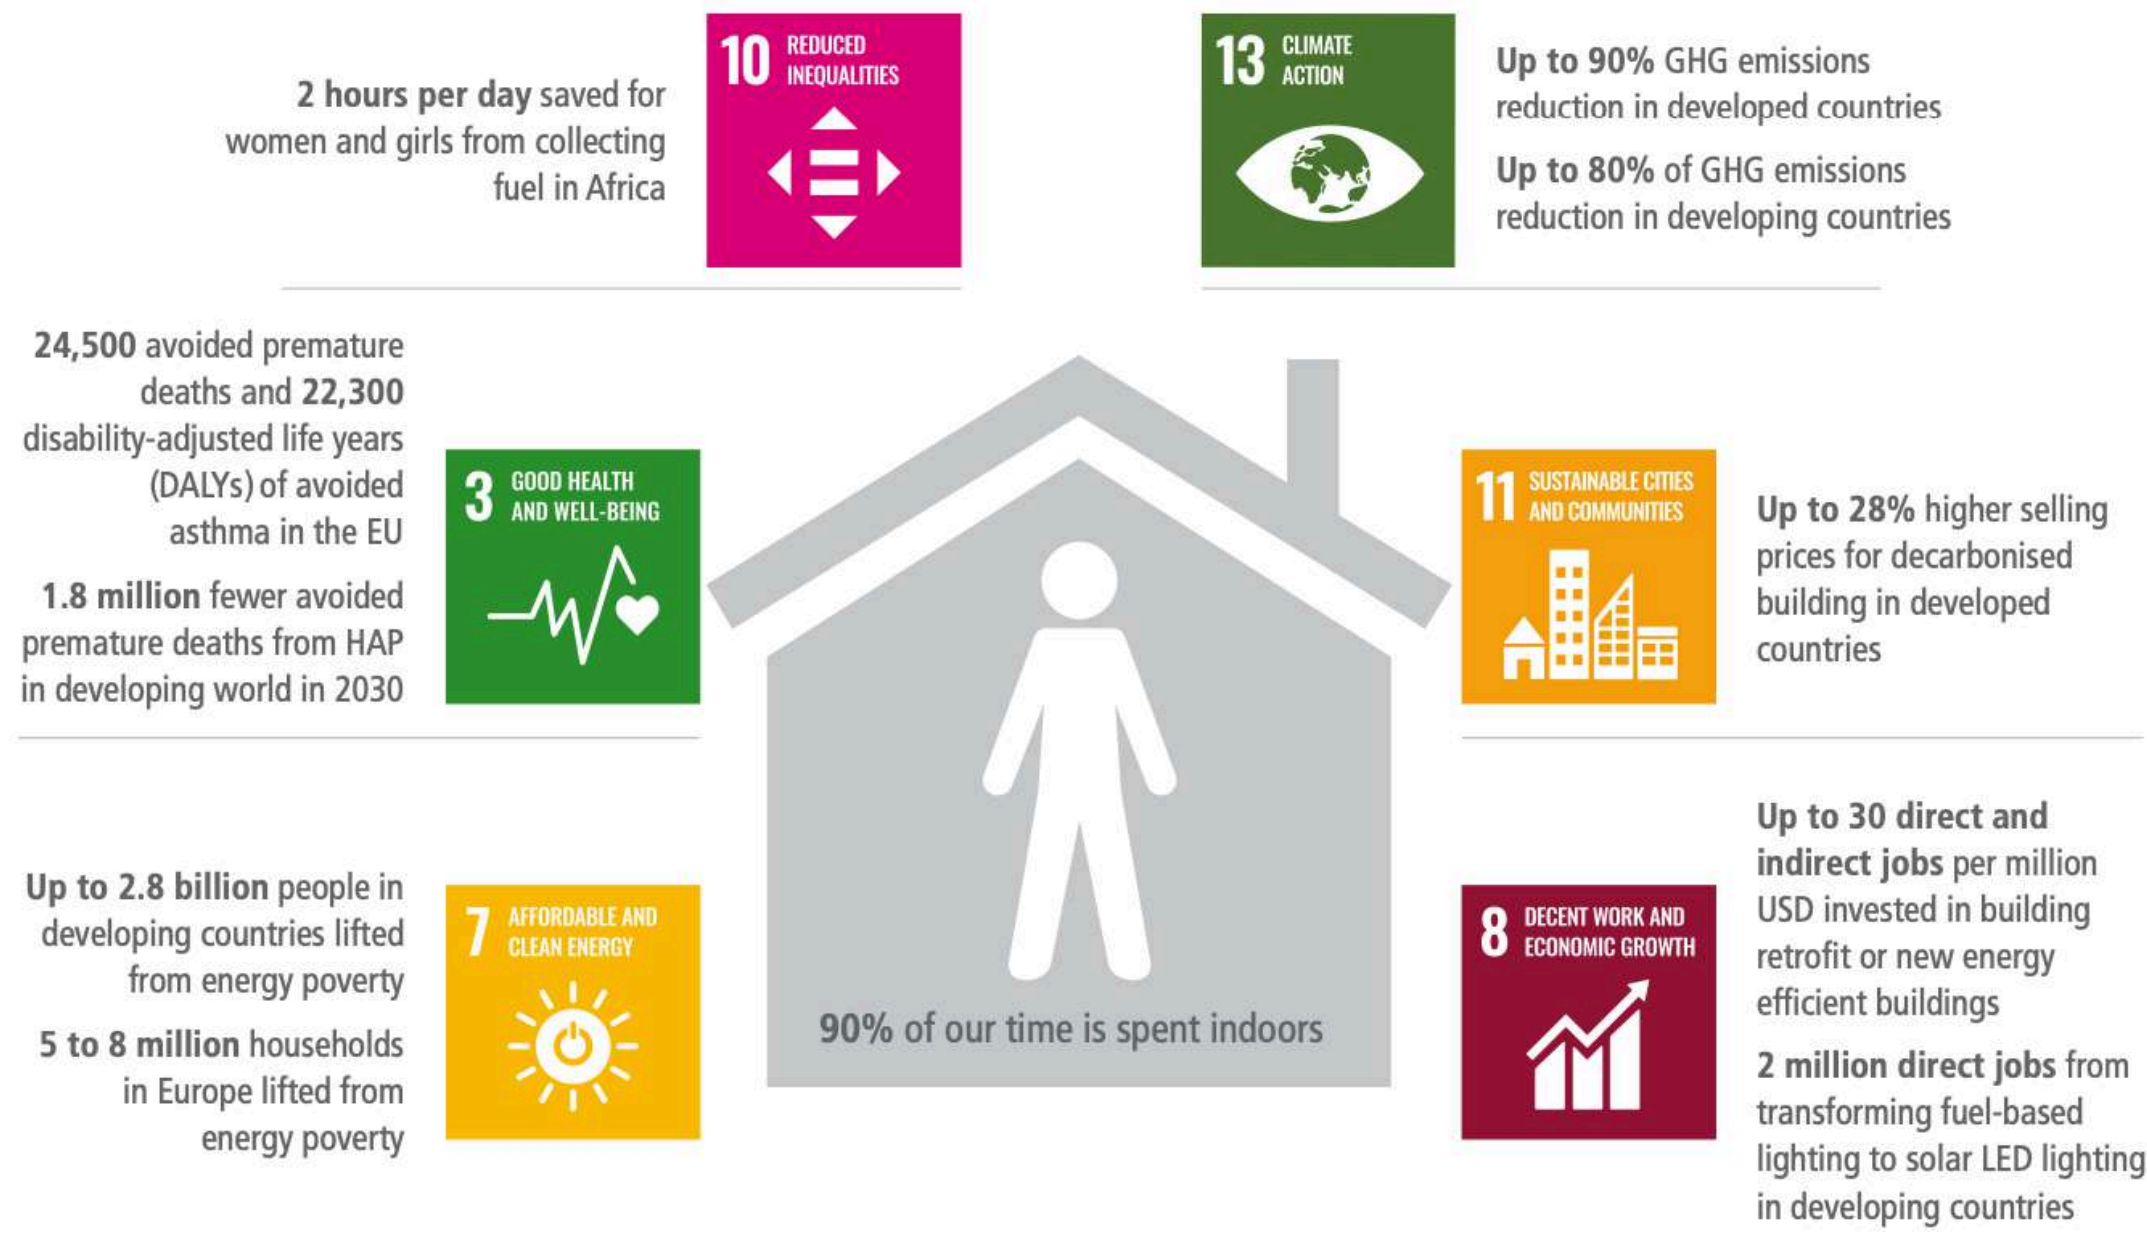 2 hours per day saved for
women and girls from collecting
fuel in Africa
10 REDUCED
INEQUALITIES
13 CLIMATE
ACTION
Up to 90% GHG emissions
reduction in developed countries
Up to 80% of GHG emissions
reduction in developing countries
24,500 avoided premature
deaths and 22,300
disability-adjusted life years
(DALYs) of avoided
asthma in the EU
1.8 million fewer avoided
premature deaths from HAP
in developing world in 2030
3 GOOD HEALTH
AND WELL-BEING
11 SUSTAINABLE CITIES
AND COMMUNITIES
Up to 28% higher selling
prices for decarbonised
building in developed
countries
Up to 2.8 billion people in
developing countries lifted
from energy poverty
5 to 8 million households
in Europe lifted from
energy poverty
7 AFFORDABLE AND
CLEAN ENERGY
90% of our time is spent indoors
8 DECENT WORK AND
ECONOMIC GROWTH
Up to 30 direct and
indirect jobs per million
USD invested in building
retrofit or new energy
efficient buildings
2 million direct jobs from
transforming fuel-based
lighting to solar LED lighting
in developing countries